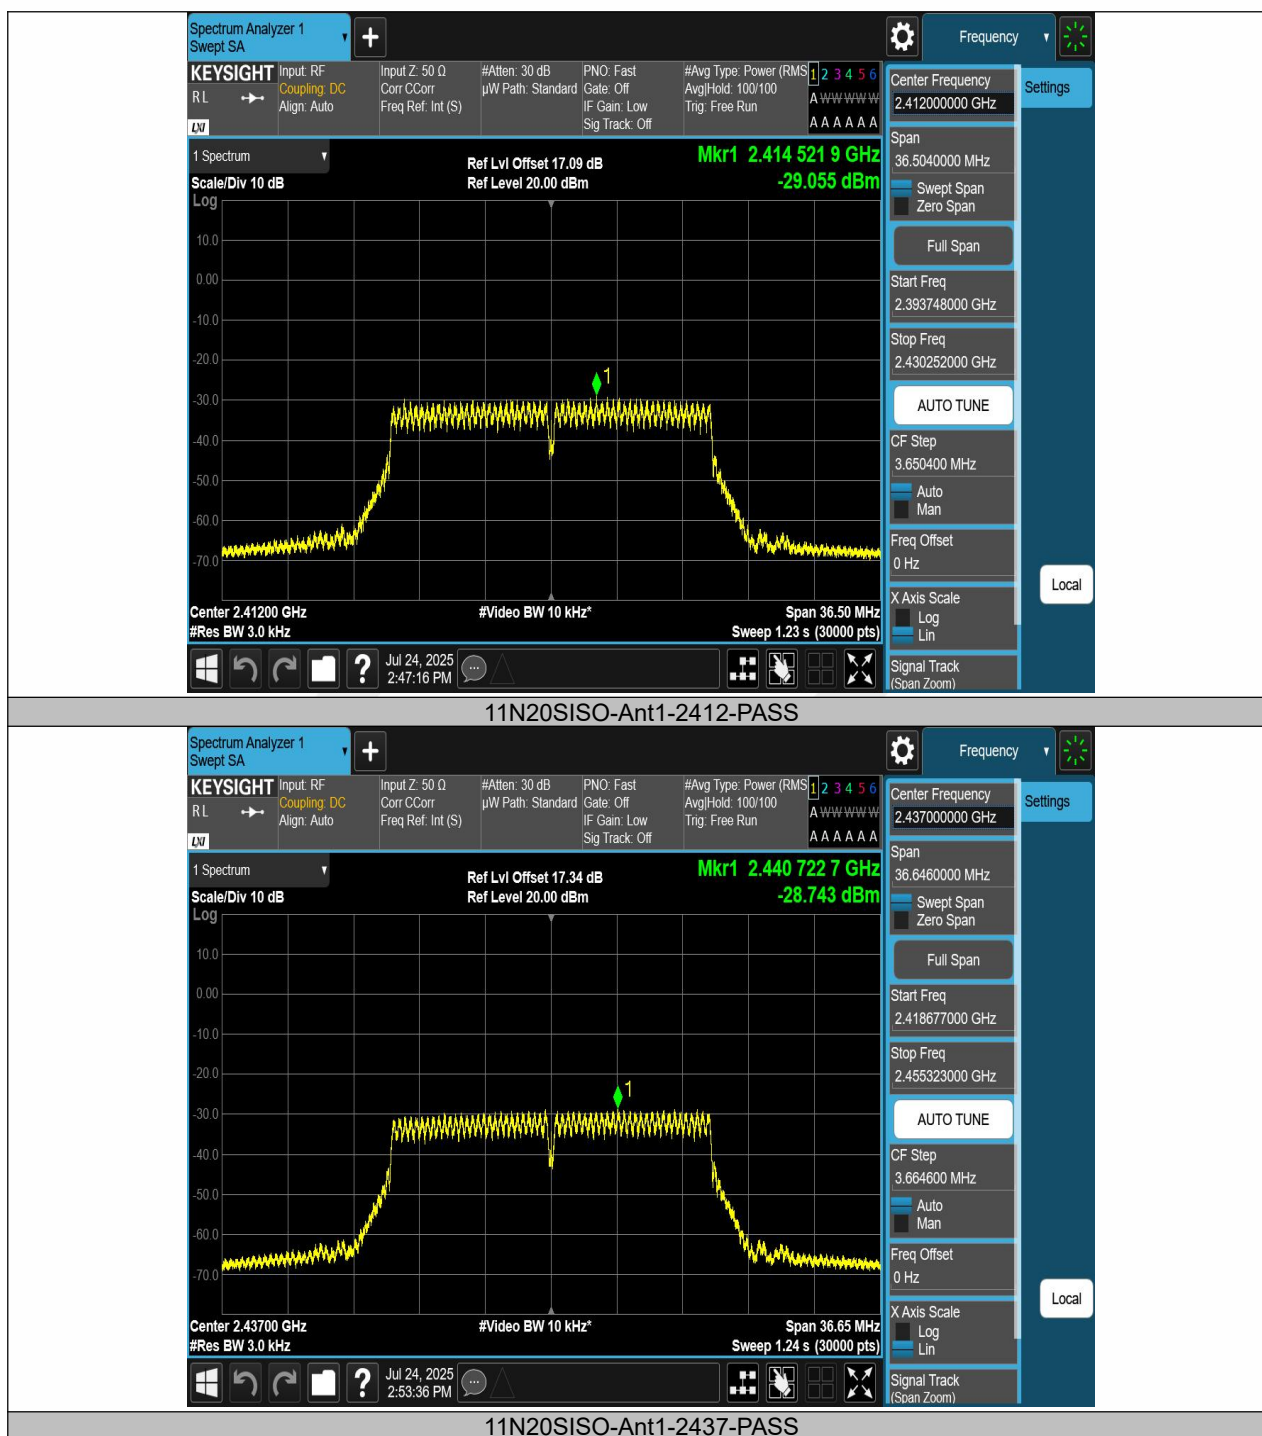 Spectrum Analyzer 1
Swept SA
+
Frequency
KEYSIGHT
R L
LXI
Input: RF
Coupling: DC
Align: Auto
Input Z: 50 Ω
Corr CCorr
Freq Ref: Int (S)
#Atten: 30 dB
µW Path: Standard
PNO: Fast
Gate: Off
IF Gain: Low
Sig Track: Off
#Avg Type: Power (RMS
Avg|Hold: 100/100
Trig: Free Run
1 2 3 4 5 6
A W W W W W
A A A A A A
Center Frequency
2.412000000 GHz
Settings
Span
36.5040000 MHz
Swept Span
Zero Span
Full Span
Start Freq
2.393748000 GHz
Stop Freq
2.430252000 GHz
AUTO TUNE
CF Step
3.650400 MHz
Auto
Man
Freq Offset
0 Hz
X Axis Scale
Log
Lin
Signal Track
(Span Zoom)
Local
1 Spectrum
Scale/Div 10 dB
Log
Ref Lvl Offset 17.09 dB
Ref Level 20.00 dBm
Mkr1 2.414 521 9 GHz
-29.055 dBm
10.0
0.00
-10.0
-20.0
-30.0
-40.0
-50.0
-60.0
-70.0
1
Center 2.41200 GHz
#Res BW 3.0 kHz
#Video BW 10 kHz*
Span 36.50 MHz
Sweep 1.23 s (30000 pts)
?
Jul 24, 2025
2:47:16 PM
11N20SISO-Ant1-2412-PASS
Spectrum Analyzer 1
Swept SA
+
Frequency
KEYSIGHT
R L
LXI
Input: RF
Coupling: DC
Align: Auto
Input Z: 50 Ω
Corr CCorr
Freq Ref: Int (S)
#Atten: 30 dB
µW Path: Standard
PNO: Fast
Gate: Off
IF Gain: Low
Sig Track: Off
#Avg Type: Power (RMS
Avg|Hold: 100/100
Trig: Free Run
1 2 3 4 5 6
A W W W W W
A A A A A A
Center Frequency
2.437000000 GHz
Settings
Span
36.6460000 MHz
Swept Span
Zero Span
Full Span
Start Freq
2.418677000 GHz
Stop Freq
2.455323000 GHz
AUTO TUNE
CF Step
3.664600 MHz
Auto
Man
Freq Offset
0 Hz
X Axis Scale
Log
Lin
Signal Track
(Span Zoom)
Local
1 Spectrum
Scale/Div 10 dB
Log
Ref Lvl Offset 17.34 dB
Ref Level 20.00 dBm
Mkr1 2.440 722 7 GHz
-28.743 dBm
10.0
0.00
-10.0
-20.0
-30.0
-40.0
-50.0
-60.0
-70.0
1
Center 2.43700 GHz
#Res BW 3.0 kHz
#Video BW 10 kHz*
Span 36.65 MHz
Sweep 1.24 s (30000 pts)
?
Jul 24, 2025
2:53:36 PM
11N20SISO-Ant1-2437-PASS